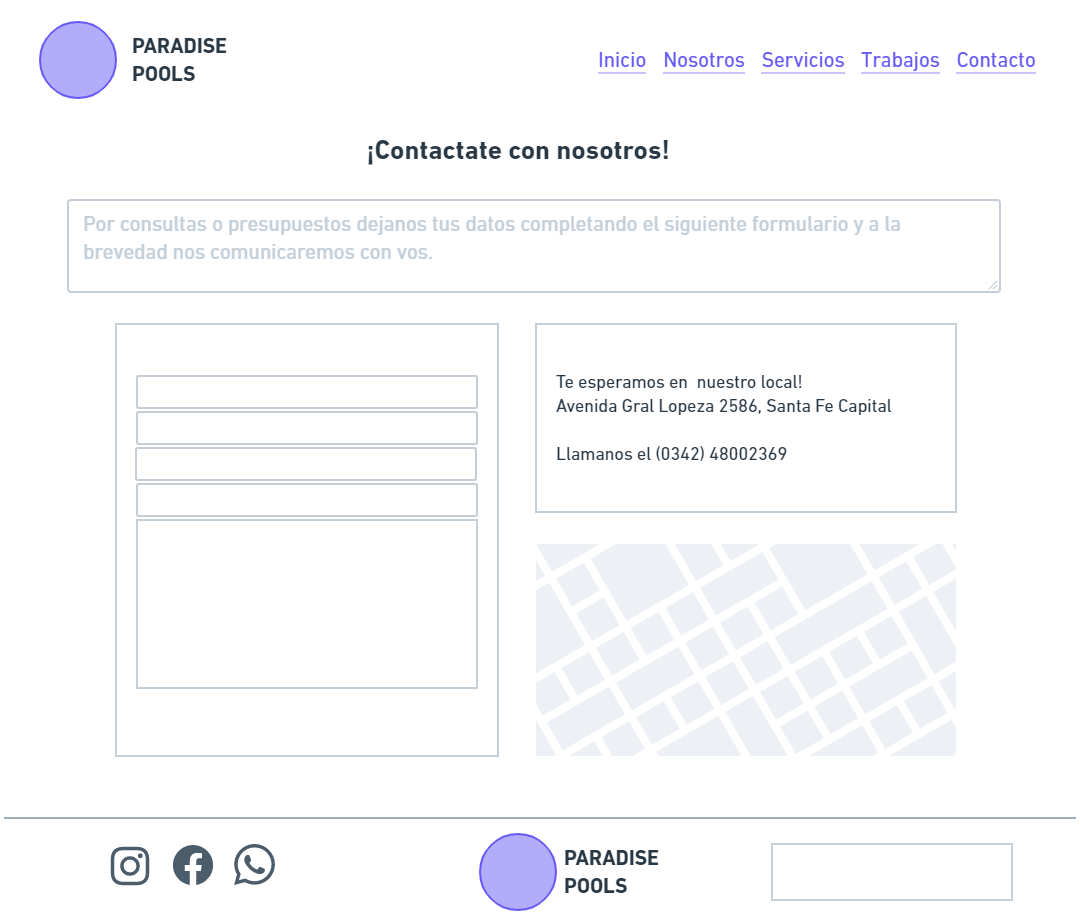 PARADISE
POOLS
Inicio Nosotros Servicios Trabajos Contacto
¡Contactate con nosotros!
Por consultas o presupuestos dejanos tus datos completando el siguiente formulario y a la
brevedad nos comunicaremos con vos.
Te esperamos en nuestro local!
Avenida Gral Lopeza 2586, Santa Fe Capital
Llamanos el (0342) 48002369
PARADISE
POOLS